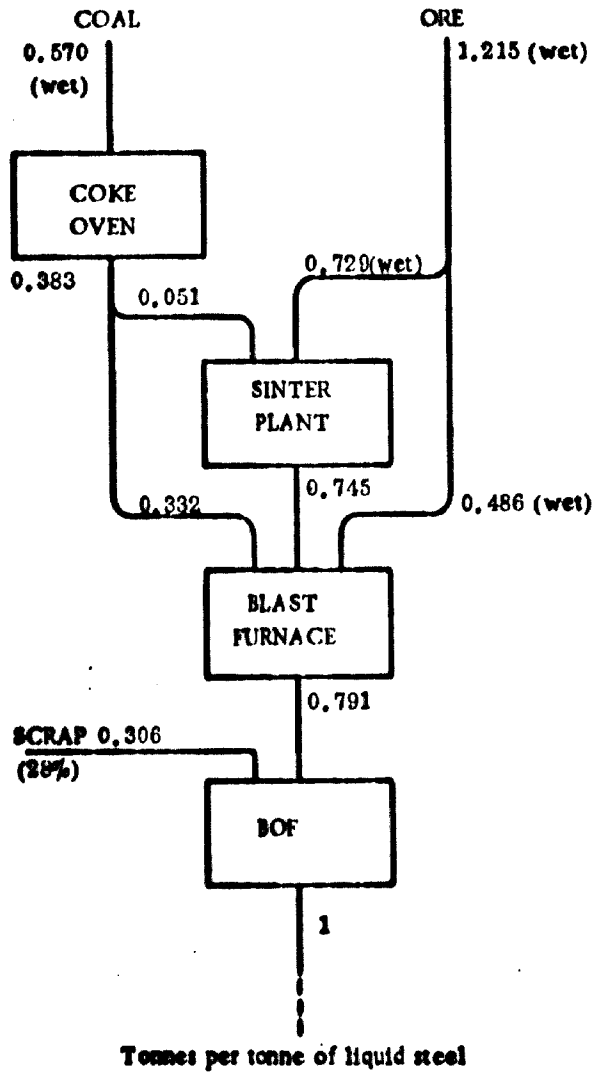 COAL
ORE
0.570
(wet)
1.215 (wet)
COKE
OVEN
0.383
0.729(wet)
0.051
SINTER
PLANT
0.745
0.332
0.486 (wet)
BLAST
FURNACE
0.791
SCRAP 0.306
(28%)
BOF
1
Tonnes per tonne of liquid steel